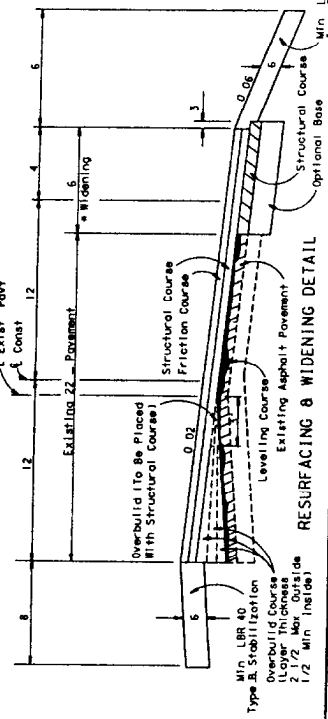 ℄ Exist Pavt
℄ Const
8
12
12
4
6
Existing 22 Pavement
6
* Widening
3
0 02
0 06
6
6
Overbuild (To Be Placed
With Structural Course)
Structural Course
Friction Course
Structural Course
Optional Base
Leveling Course
Existing Asphalt Pavement
Min LBR 40
Type B Stabilization
Overbuild Course
(Layer Thickness
2 1/2 Max Outside
1/2 Min Inside)
Min L
RESURFACING & WIDENING DETAIL